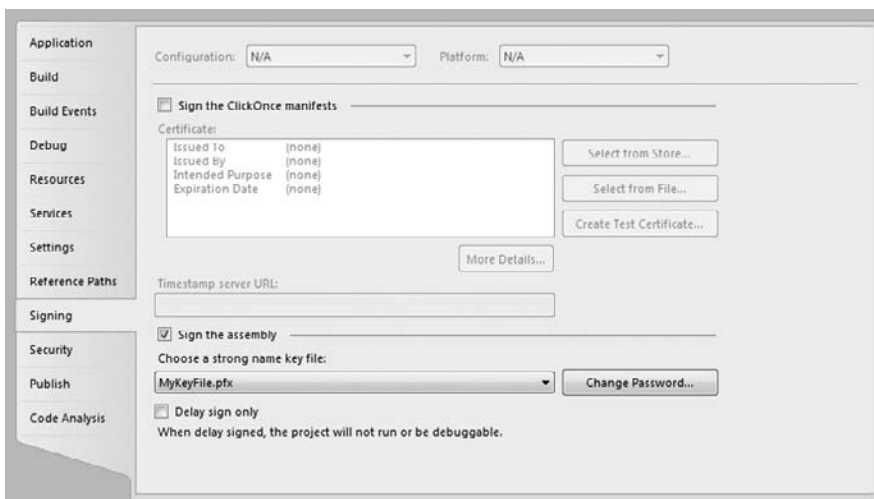 Application
Build
Build Events
Debug
Resources
Services
Settings
Reference Paths
Signing
Security
Publish
Code Analysis
Configuration: N/A Platform: N/A
Sign the ClickOnce manifests
Certificate:
Issued To (none)
Issued By (none)
Intended Purpose (none)
Expiration Date (none)
Select from Store...
Select from File...
Create Test Certificate...
More Details...
Timestamp server URL:
Sign the assembly
Choose a strong name key file:
MyKeyFile.pfx Change Password...
Delay sign only
When delay signed, the project will not run or be debuggable.